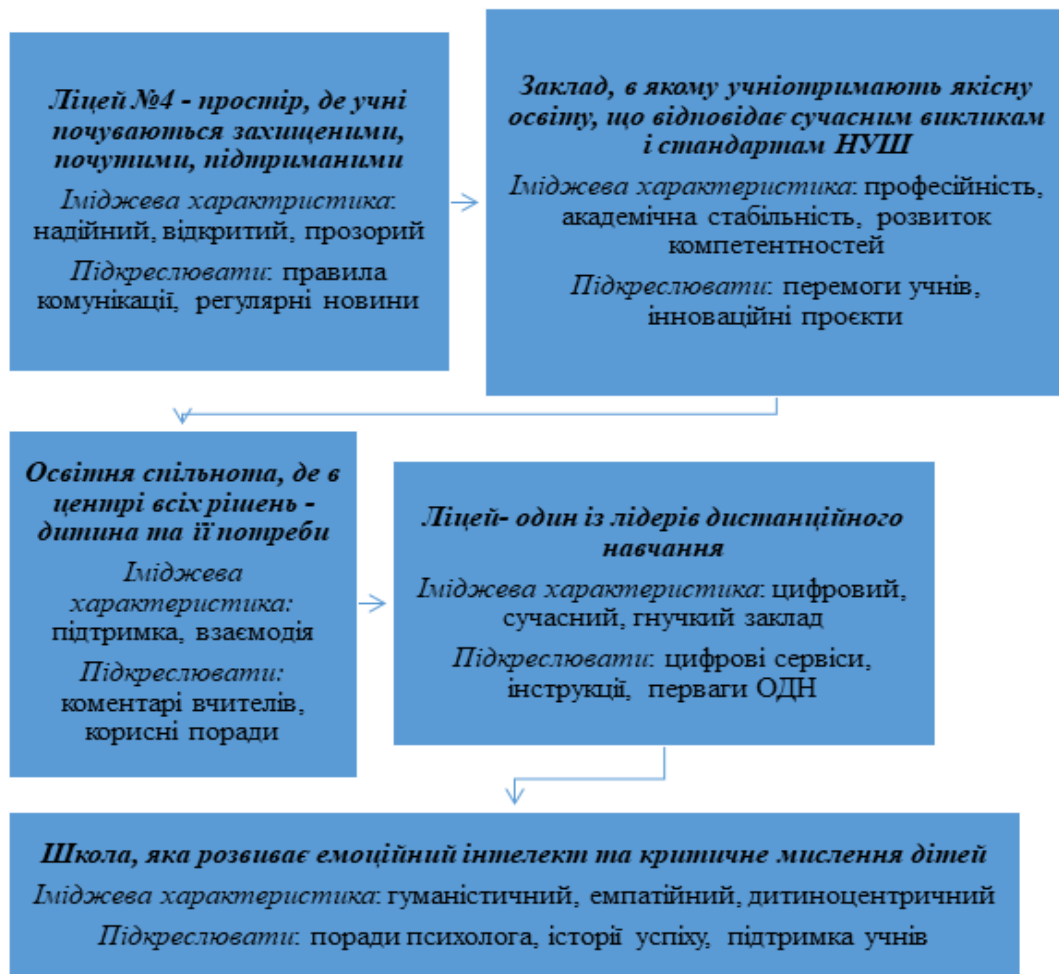 Ліцей №4 - простір, де учні
почуваються захищеними,
почутими, підтриманими
Іміджева характристика:
надійний, відкритий, прозорий
Підкреслювати: правила
комунікації, регулярні новини
Заклад, в якому учніотримають якісну
освіту, що відповідає сучасним викликам
і стандартам НУШ
Іміджева характеристика: професійність,
академічна стабільність, розвиток
компетентностей
Підкреслювати: перемоги учнів,
інноваційні проєкти
Освітня спільнота, де в
центрі всіх рішень -
дитина та її потреби
Іміджева
характеристика:
підтримка, взаємодія
Підкреслювати:
коментарі вчителів,
корисні поради
Ліцей- один із лідерів дистанційного
навчання
Іміджева характеристика: цифровий,
сучасний, гнучкий заклад
Підкреслювати: цифрові сервіси,
інструкції, перваги ОДН
Школа, яка розвиває емоційний інтелект та критичне мислення дітей
Іміджева характеристика: гуманістичний, емпатійний, дитиноцентричний
Підкреслювати: поради психолога, історії успіху, підтримка учнів